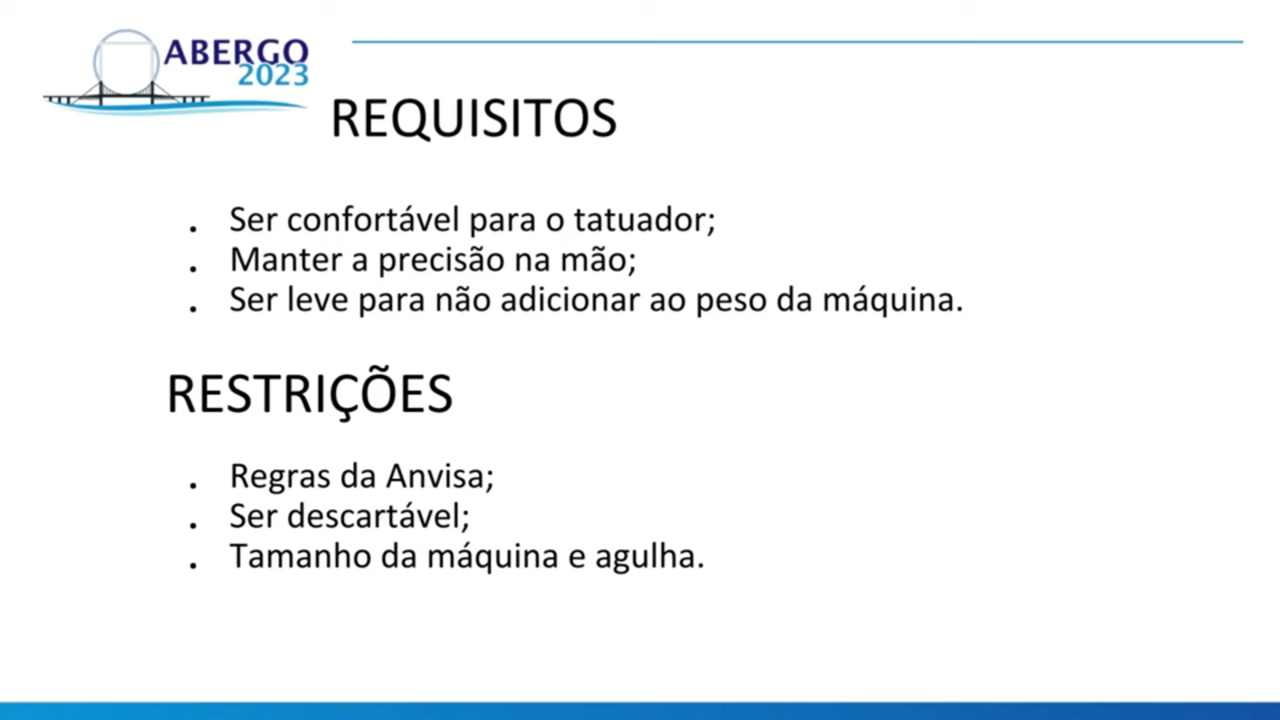 ABERGO
2023
REQUISITOS
. Ser confortável para o tatuador;
. Manter a precisão na mão;
. Ser leve para não adicionar ao peso da máquina.
RESTRIÇÕES
. Regras da Anvisa;
. Ser descartável;
. Tamanho da máquina e agulha.